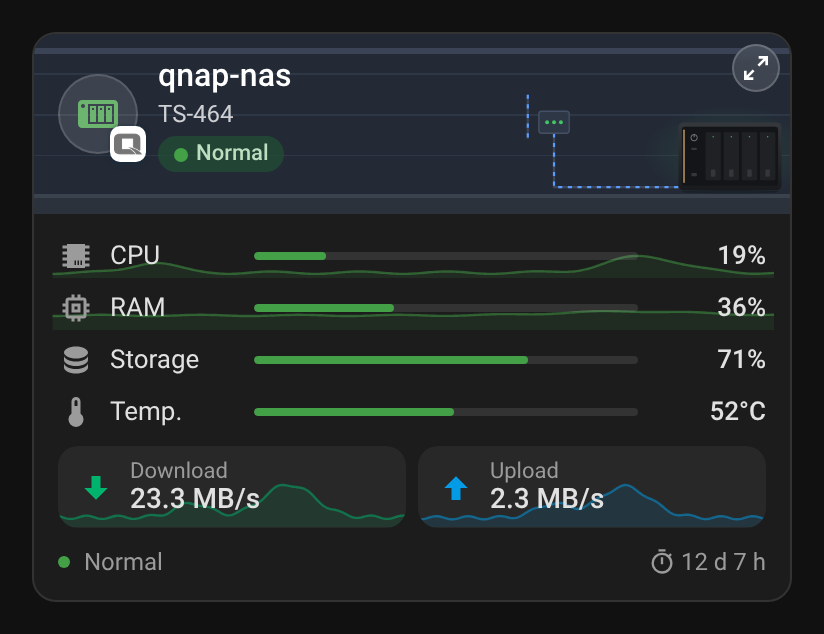 qnap-nas
TS-464
Normal
CPU 19%
RAM 36%
Storage 71%
Temp. 52°C
Download
23.3 MB/s
Upload
2.3 MB/s
Normal 12 d 7 h